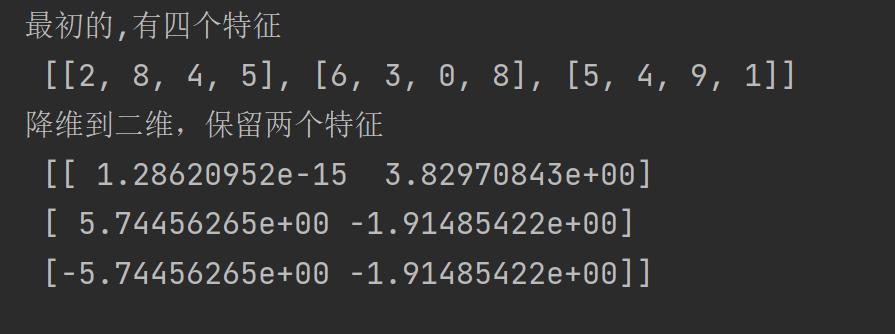 最初的,有四个特征
[[2, 8, 4, 5], [6, 3, 0, 8], [5, 4, 9, 1]]
降维到二维，保留两个特征
[[ 1.28620952e-15  3.82970843e+00]
[ 5.74456265e+00 -1.91485422e+00]
[-5.74456265e+00 -1.91485422e+00]]